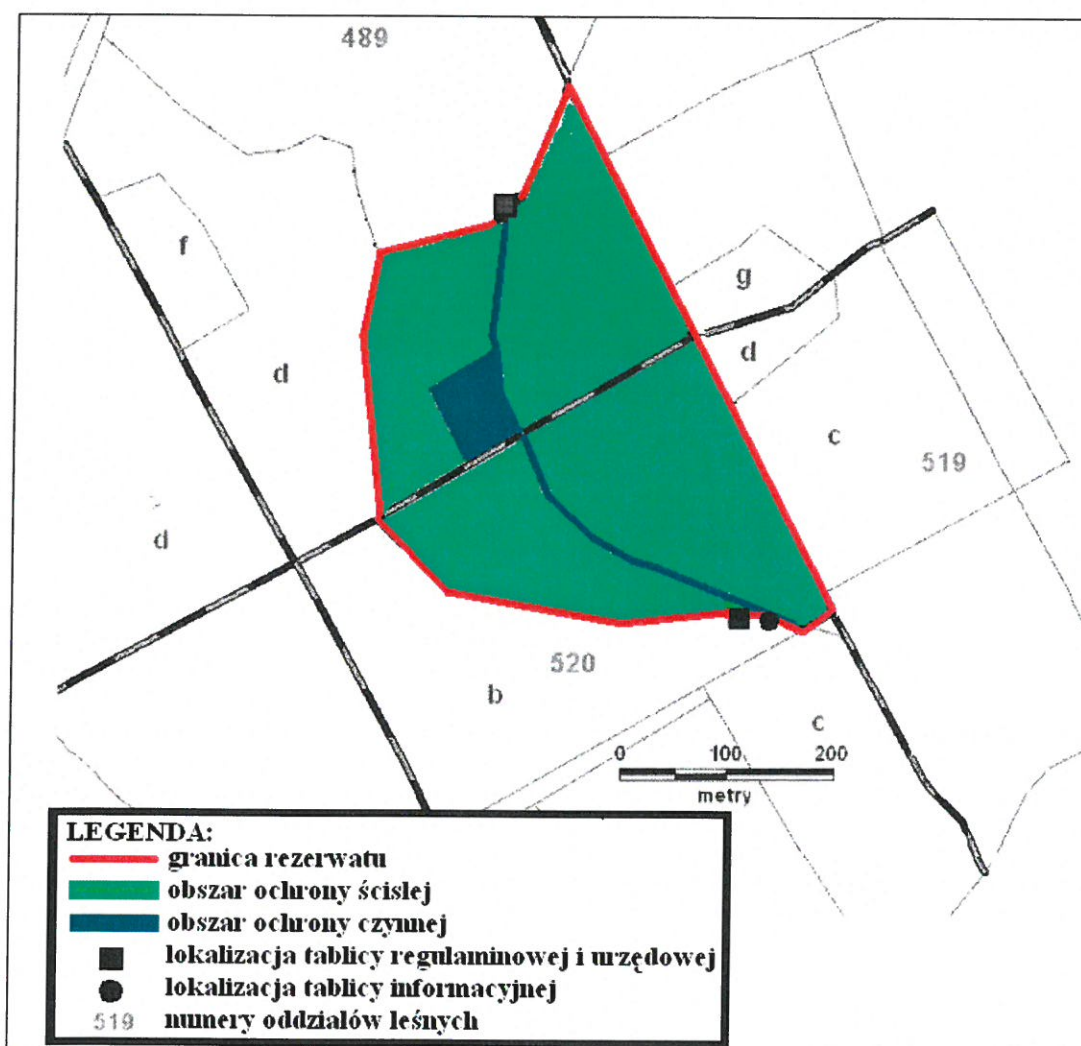 489
f
g
d
d
c
519
d
520
b
c
0 100 200
metry
LEGENDA:
granica rezerwatu
obszar ochrony ścisłej
obszar ochrony czynnej
lokalizacja tablicy regulaminowej i urzędowej
lokalizacja tablicy informacyjnej
519 numery oddziałów leśnych